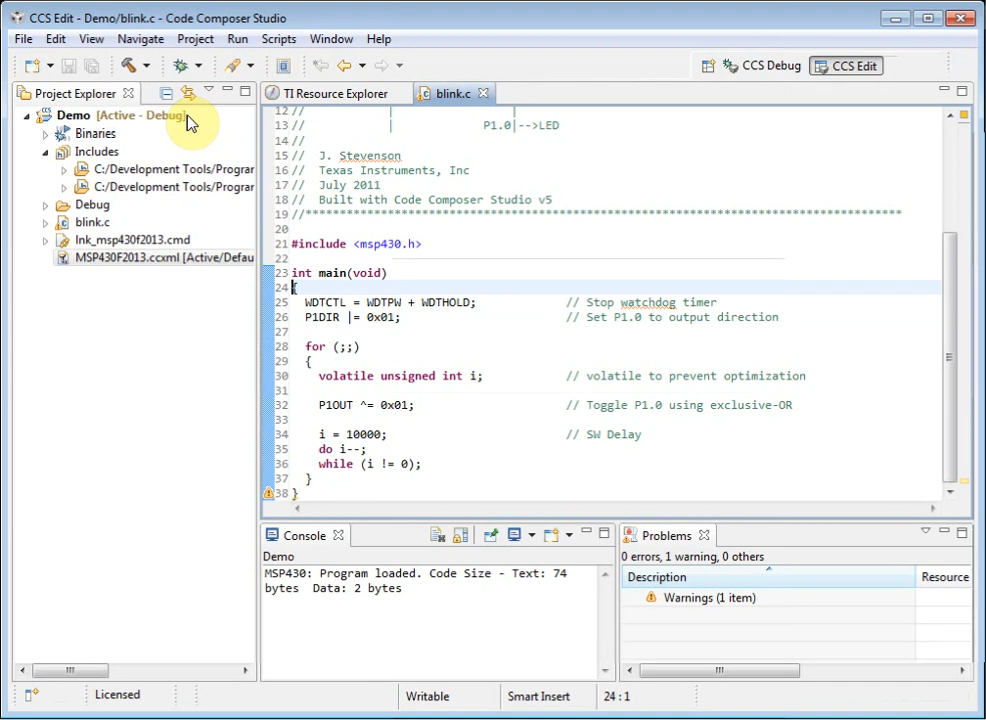 CCS Edit - Demo/blink.c - Code Composer Studio
File Edit View Navigate Project Run Scripts Window Help
CCS Debug CCS Edit
Project Explorer
Demo [Active - Debug]
Binaries
Includes
C:/Development Tools/Prograr
C:/Development Tools/Prograr
Debug
blink.c
lnk_msp430f2013.cmd
MSP430F2013.ccxml [Active/Defau
TI Resource Explorer blink.c
12 // | |
13 // | P1.0|-->LED
14 //
15 // J. Stevenson
16 // Texas Instruments, Inc
17 // July 2011
18 // Built with Code Composer Studio v5
19 //***************************************************************************************
20
21 #include <msp430.h>
22
23 int main(void)
24 {
25 WDTCTL = WDTPW + WDTHOLD; // Stop watchdog timer
26 P1DIR |= 0x01; // Set P1.0 to output direction
27
28 for (;;)
29 {
30 volatile unsigned int i; // volatile to prevent optimization
31
32 P1OUT ^= 0x01; // Toggle P1.0 using exclusive-OR
33
34 i = 10000; // SW Delay
35 do i--;
36 while (i != 0);
37 }
38 }
Console
Demo
MSP430: Program loaded. Code Size - Text: 74
bytes Data: 2 bytes
Problems
0 errors, 1 warning, 0 others
Description Resource
Warnings (1 item)
Licensed Writable Smart Insert 24 : 1